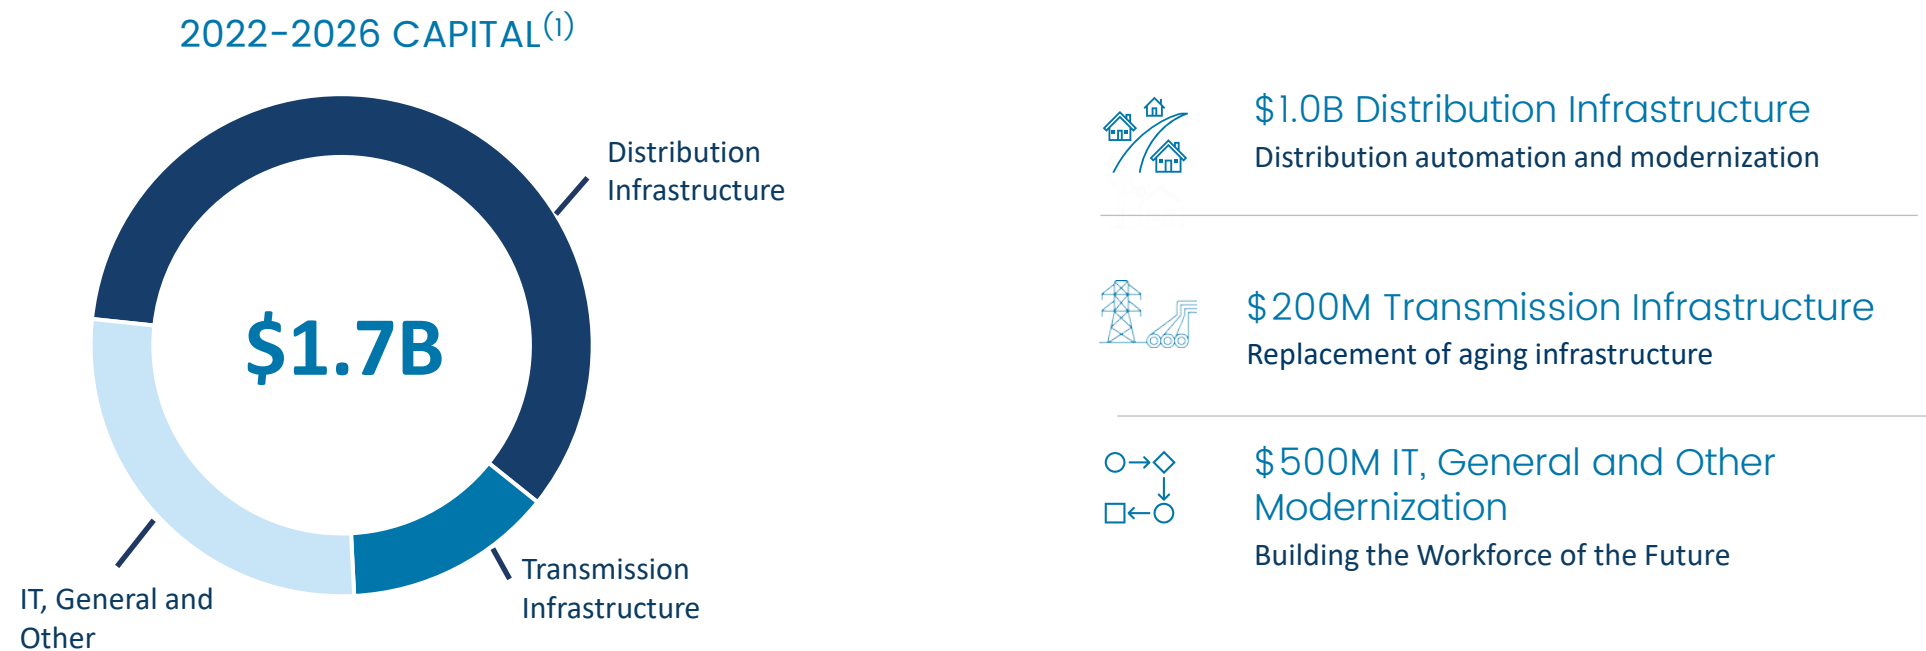 2022-2026 CAPITAL(1)
Distribution
Infrastructure
$1.7B
Transmission
Infrastructure
IT, General and
Other
$1.0B Distribution Infrastructure
Distribution automation and modernization
$200M Transmission Infrastructure
Replacement of aging infrastructure
$500M IT, General and Other
Modernization
Building the Workforce of the Future